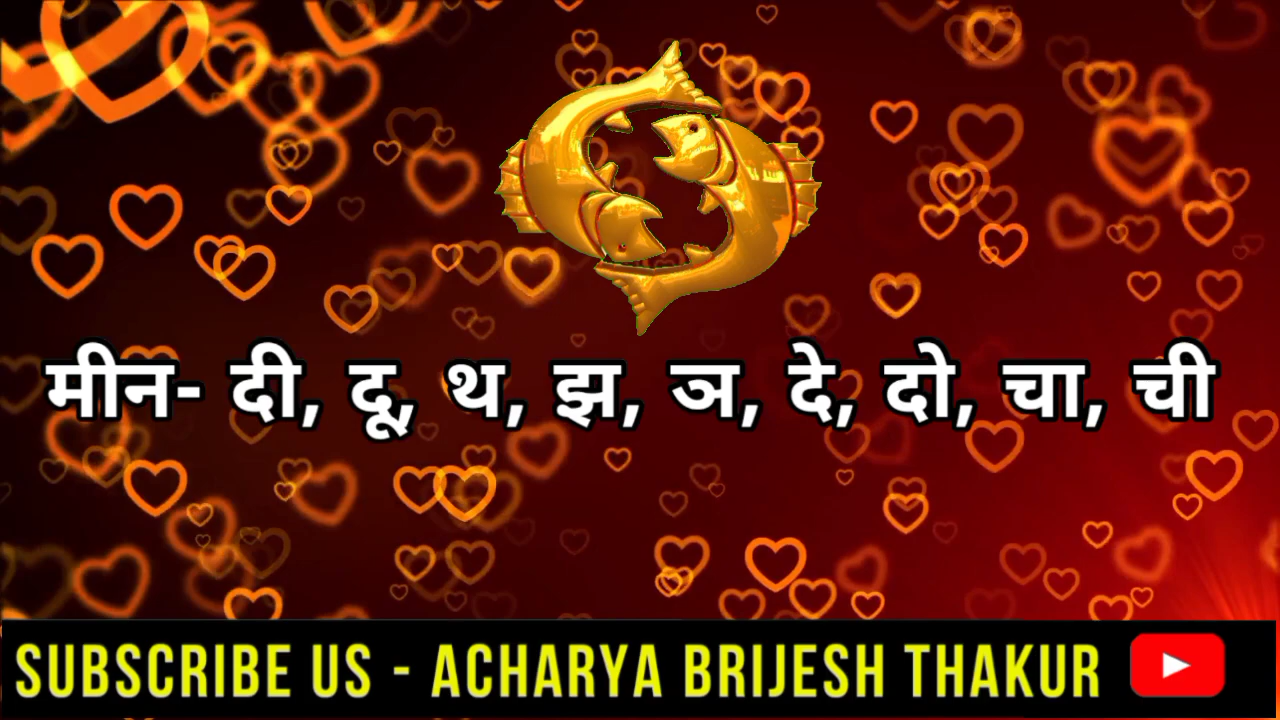 मीन- दी, दू, थ, झ, ञ, दे, दो, चा, ची
SUBSCRIBE US - ACHARYA BRIJESH THAKUR